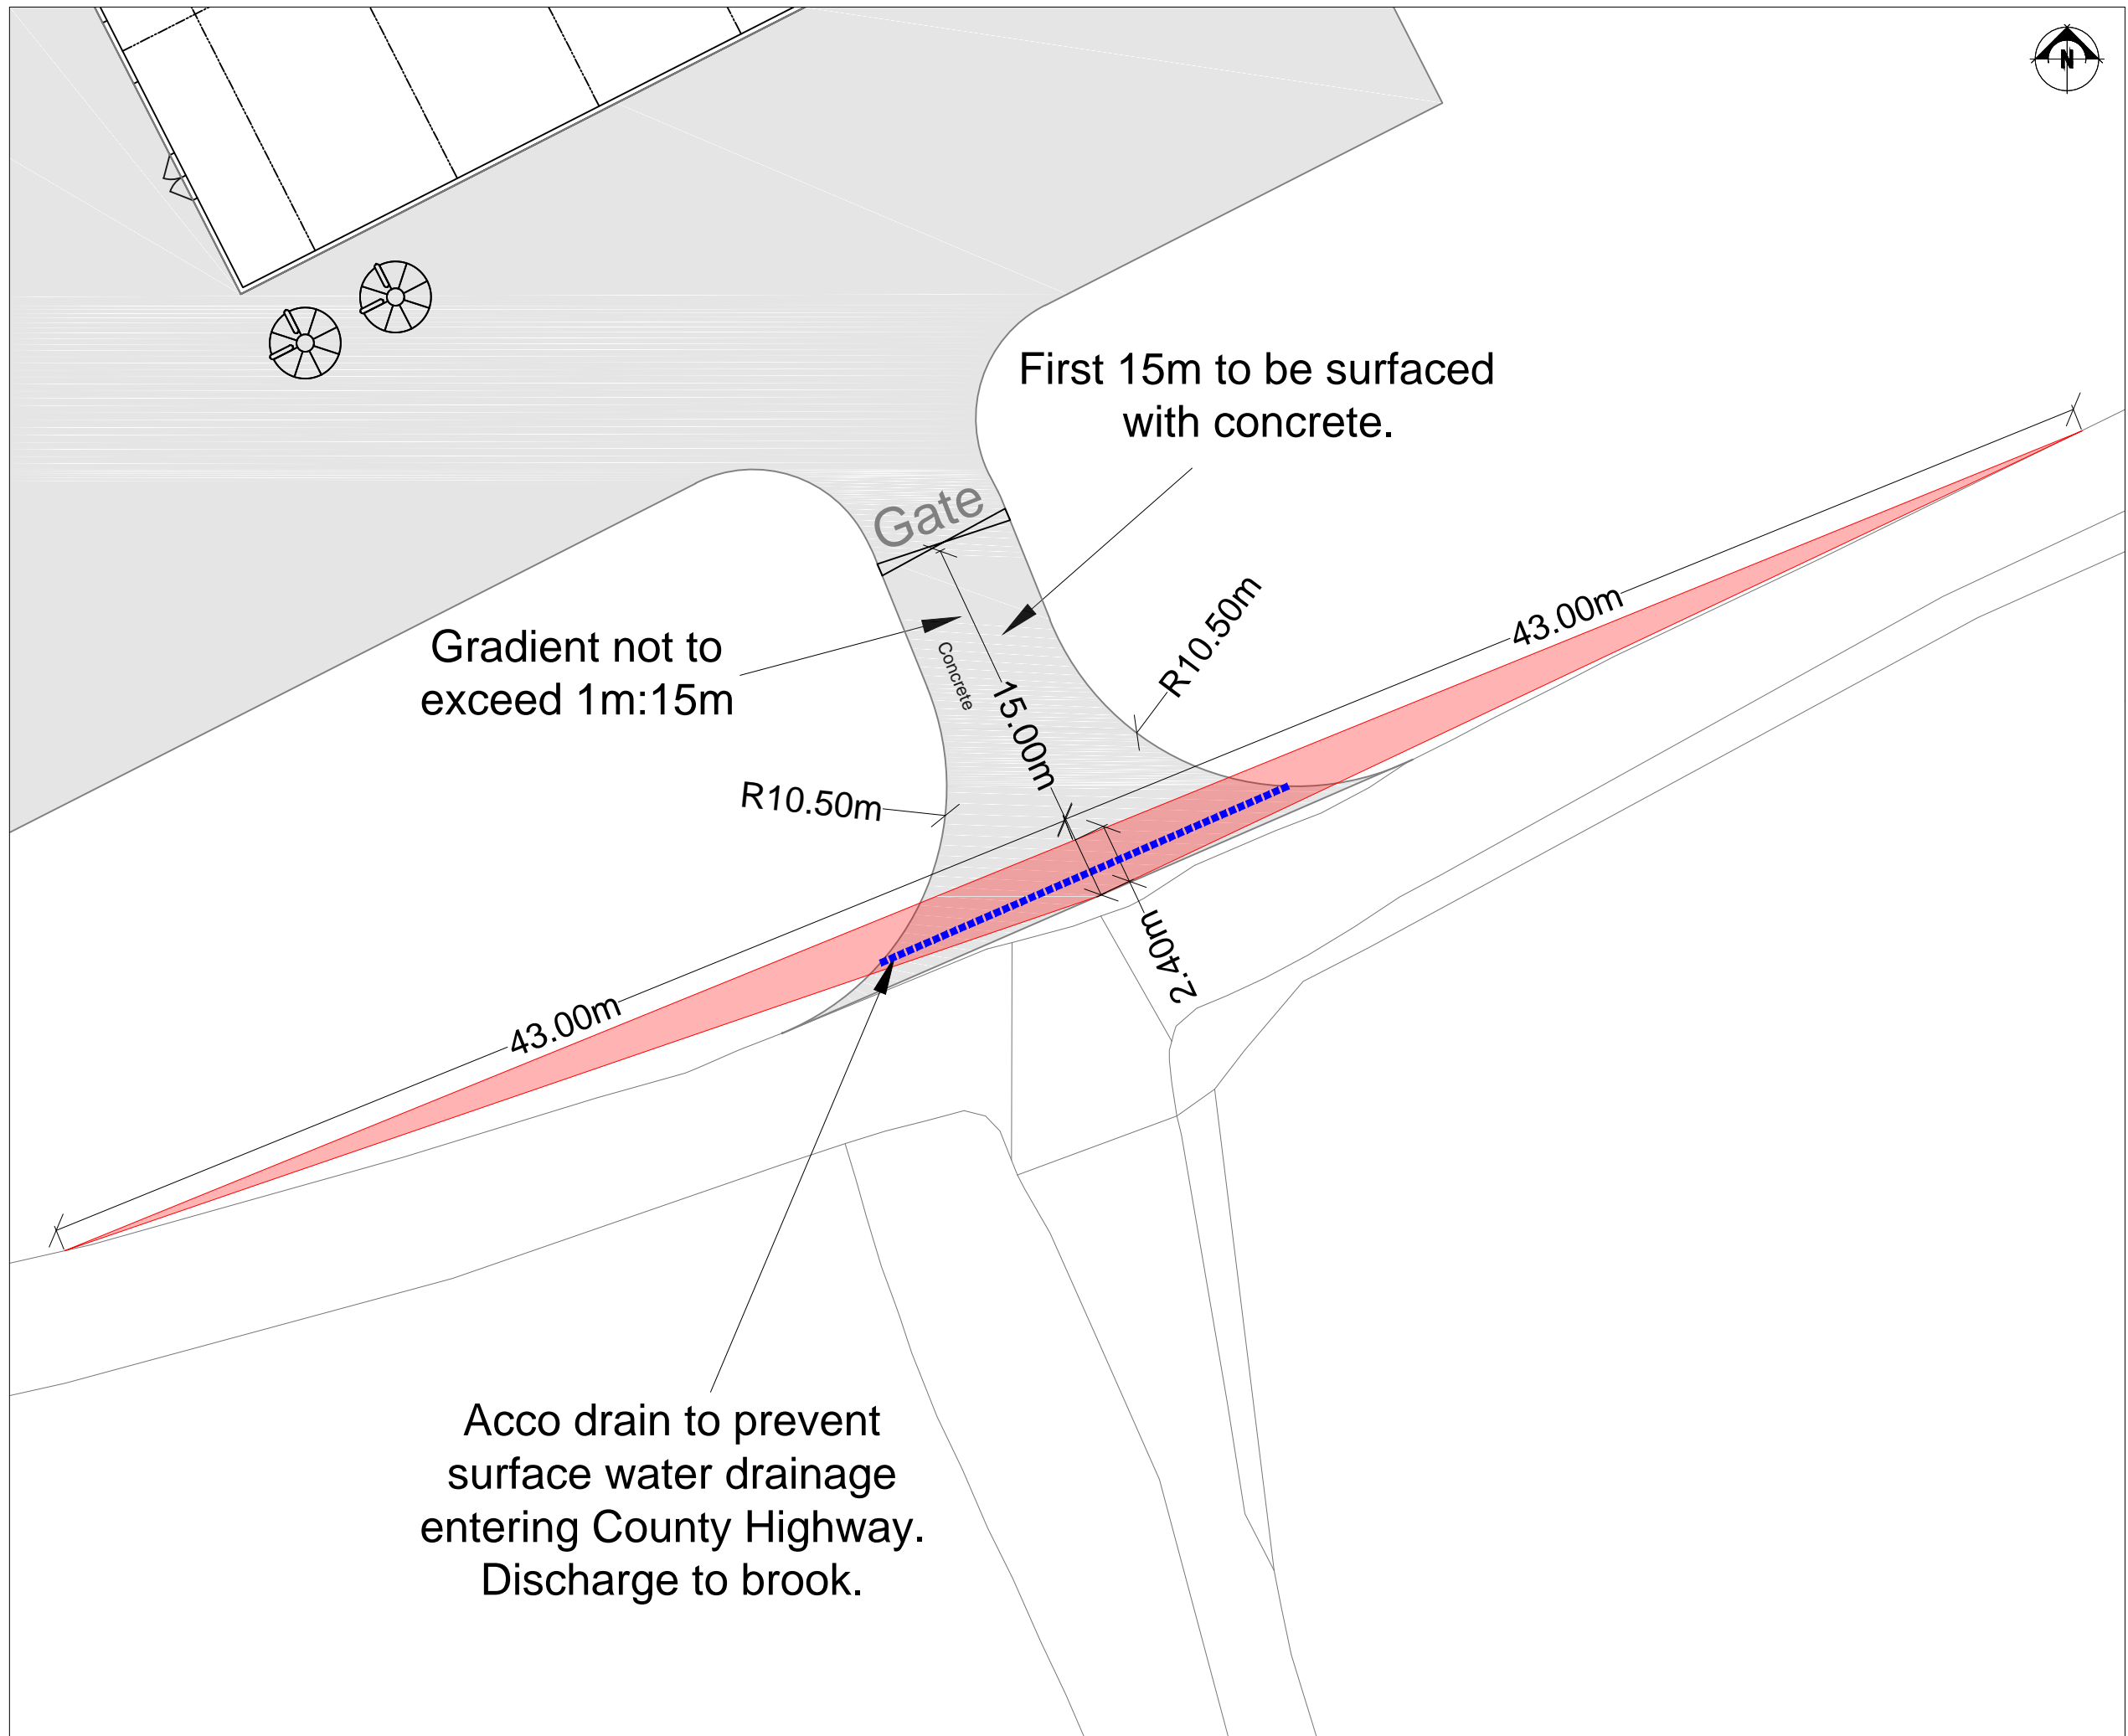 N
First 15m to be surfaced
with concrete.
Gate
Gradient not to
exceed 1m:15m
Concrete
15.00m
R10.50m
43.00m
R10.50m
2.40m
43.00m
Acco drain to prevent
surface water drainage
entering County Highway.
Discharge to brook.